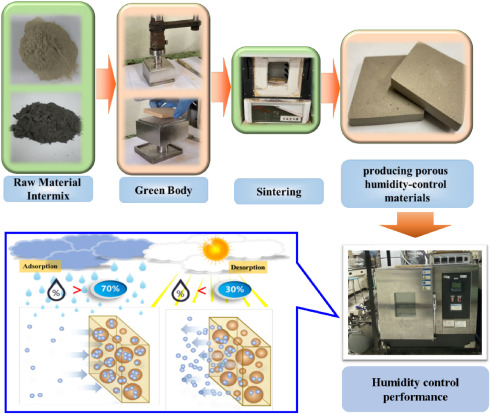 Raw Material
Intermix
Green Body
Sintering
producing porous
humidity-control
materials
Adsorption
% > 70%
Desorption
% < 30%
Humidity control
performance